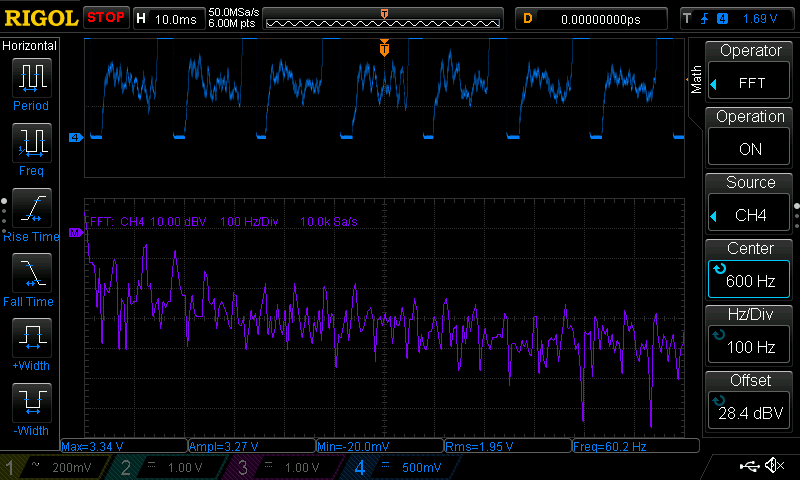 RIGOL STOP H 10.0ms 50.0MSa/s 6.00M pts T D 0.00000000ps T 4 1.69 V
Horizontal
Period
Freq
Rise Time
Fall Time
+Width
-Width
T
4
M
FFT: CH4 10.00 dBV 100 Hz/Div 10.0k Sa/s
Math
Operator
FFT
Operation
ON
Source
CH4
Center
600 Hz
Hz/Div
100 Hz
Offset
28.4 dBV
Max=3.34 V Ampl=3.27 V Min=-20.0mV Rms=1.95 V Freq=60.2 Hz
1 200mV 2 1.00 V 3 1.00 V 4 500mV